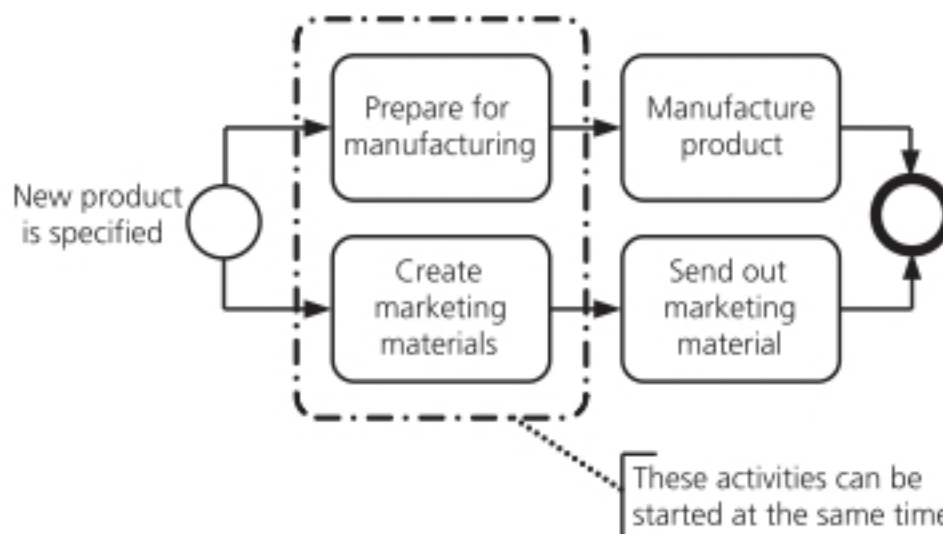 New product
is specified
Prepare for
manufacturing
Manufacture
product
Create
marketing
materials
Send out
marketing
material
These activities can be
started at the same time